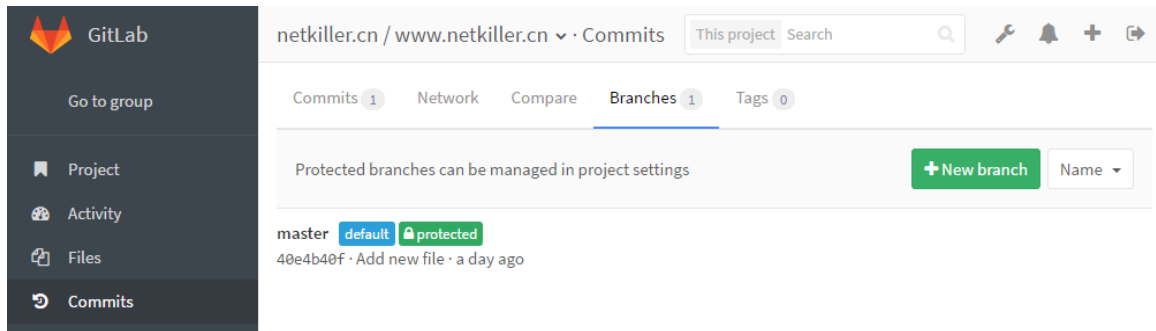 GitLab
netkiller.cn / www.netkiller.cn · Commits
This project Search
Go to group
Commits 1 Network Compare Branches 1 Tags 0
Project
Protected branches can be managed in project settings
New branch
Name
Activity
master default protected
Files
40e4b40f · Add new file · a day ago
Commits